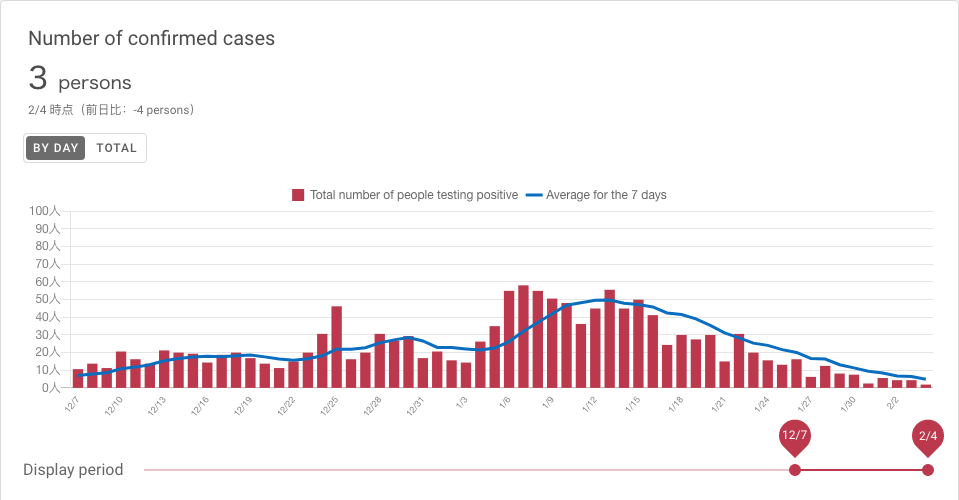 Number of confirmed cases
3 persons
2/4 時点（前日比：-4 persons）
BY DAY TOTAL
Total number of people testing positive Average for the 7 days
100人
90人
80人
70人
60人
50人
40人
30人
20人
10人
0人
12/7 12/10 12/13 12/16 12/19 12/22 12/25 12/28 12/31 1/3 1/6 1/9 1/12 1/15 1/18 1/21 1/24 1/27 1/30 2/2
12/7 2/4
Display period